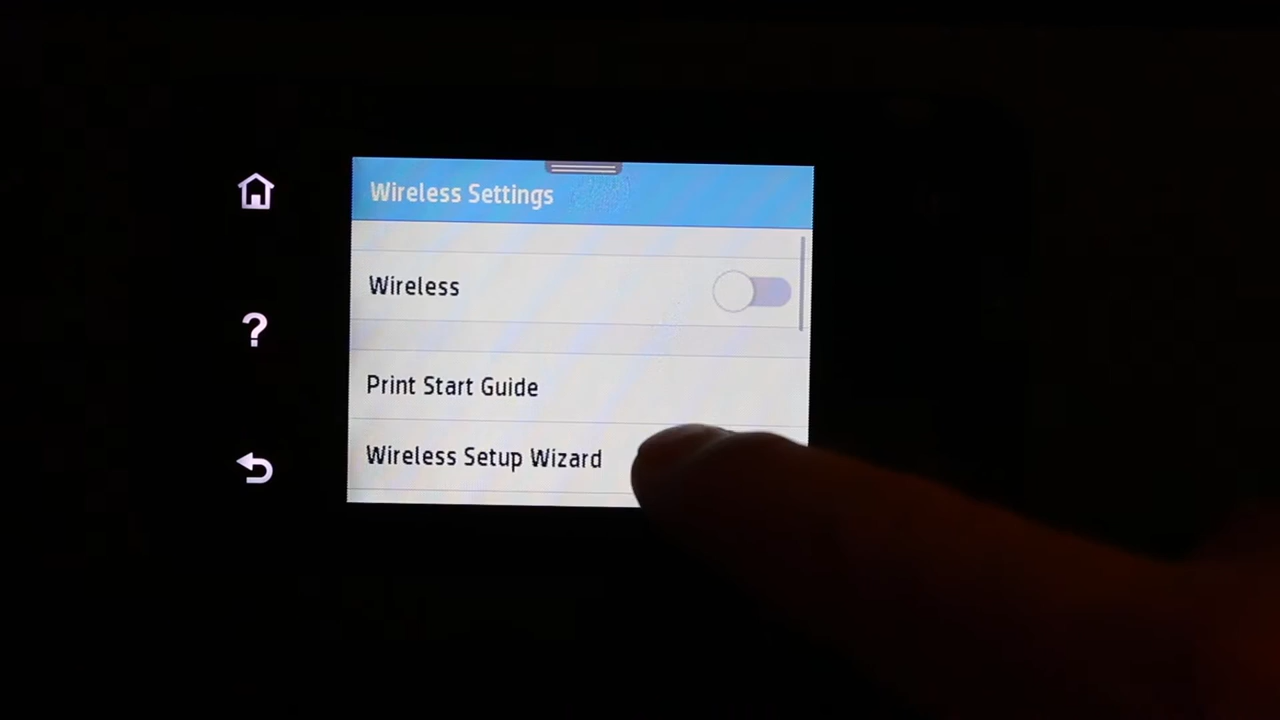 Wireless Settings
Wireless
?
Print Start Guide
Wireless Setup Wizard